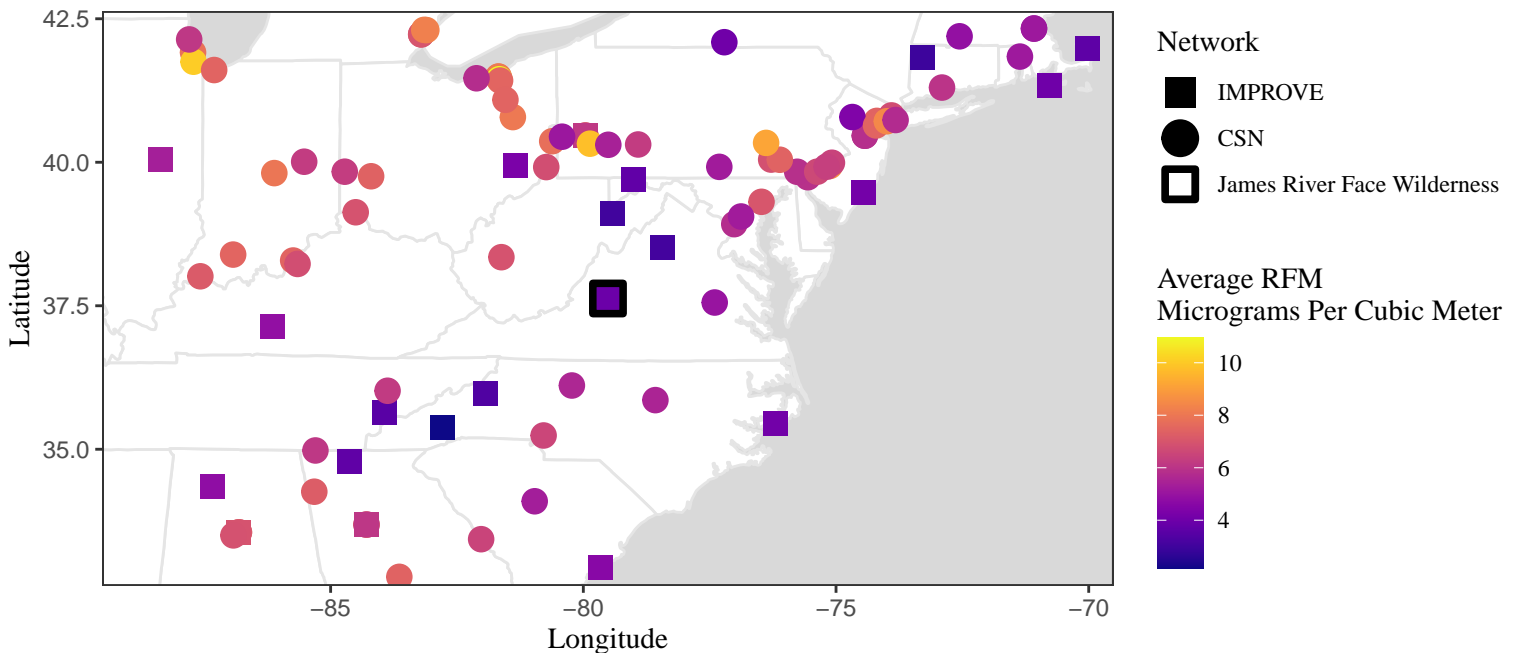 42.5
40.0
37.5
35.0
Latitude
−85
−80
−75
−70
Longitude
Network
IMPROVE
CSN
James River Face Wilderness
Average RFM
Micrograms Per Cubic Meter
10
8
6
4